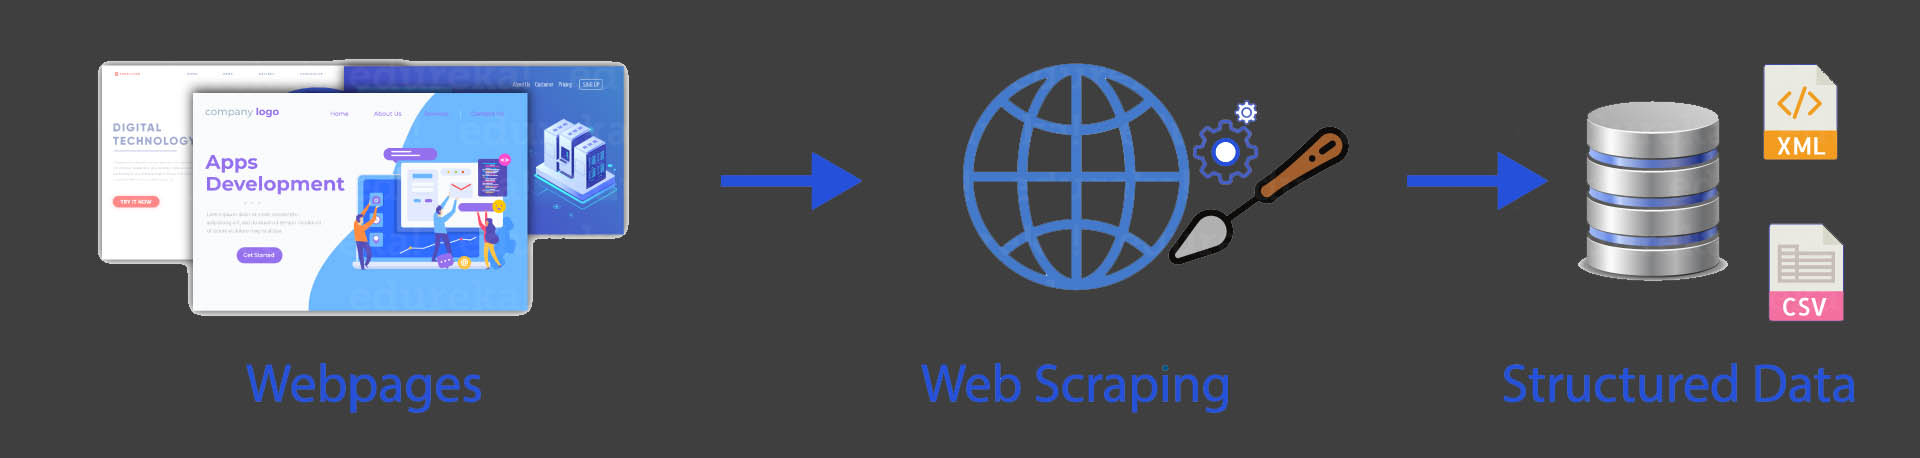 DIGITAL
TECHNOLOGY
TRY IT NOW
company logo
Home
About Us
Services
Contact Us
Apps
Development
Get Started
About Us
Customer
Pricing
SIGN UP
edureka!
edureka!
XML
CSV
Webpages
Web Scraping
Structured Data